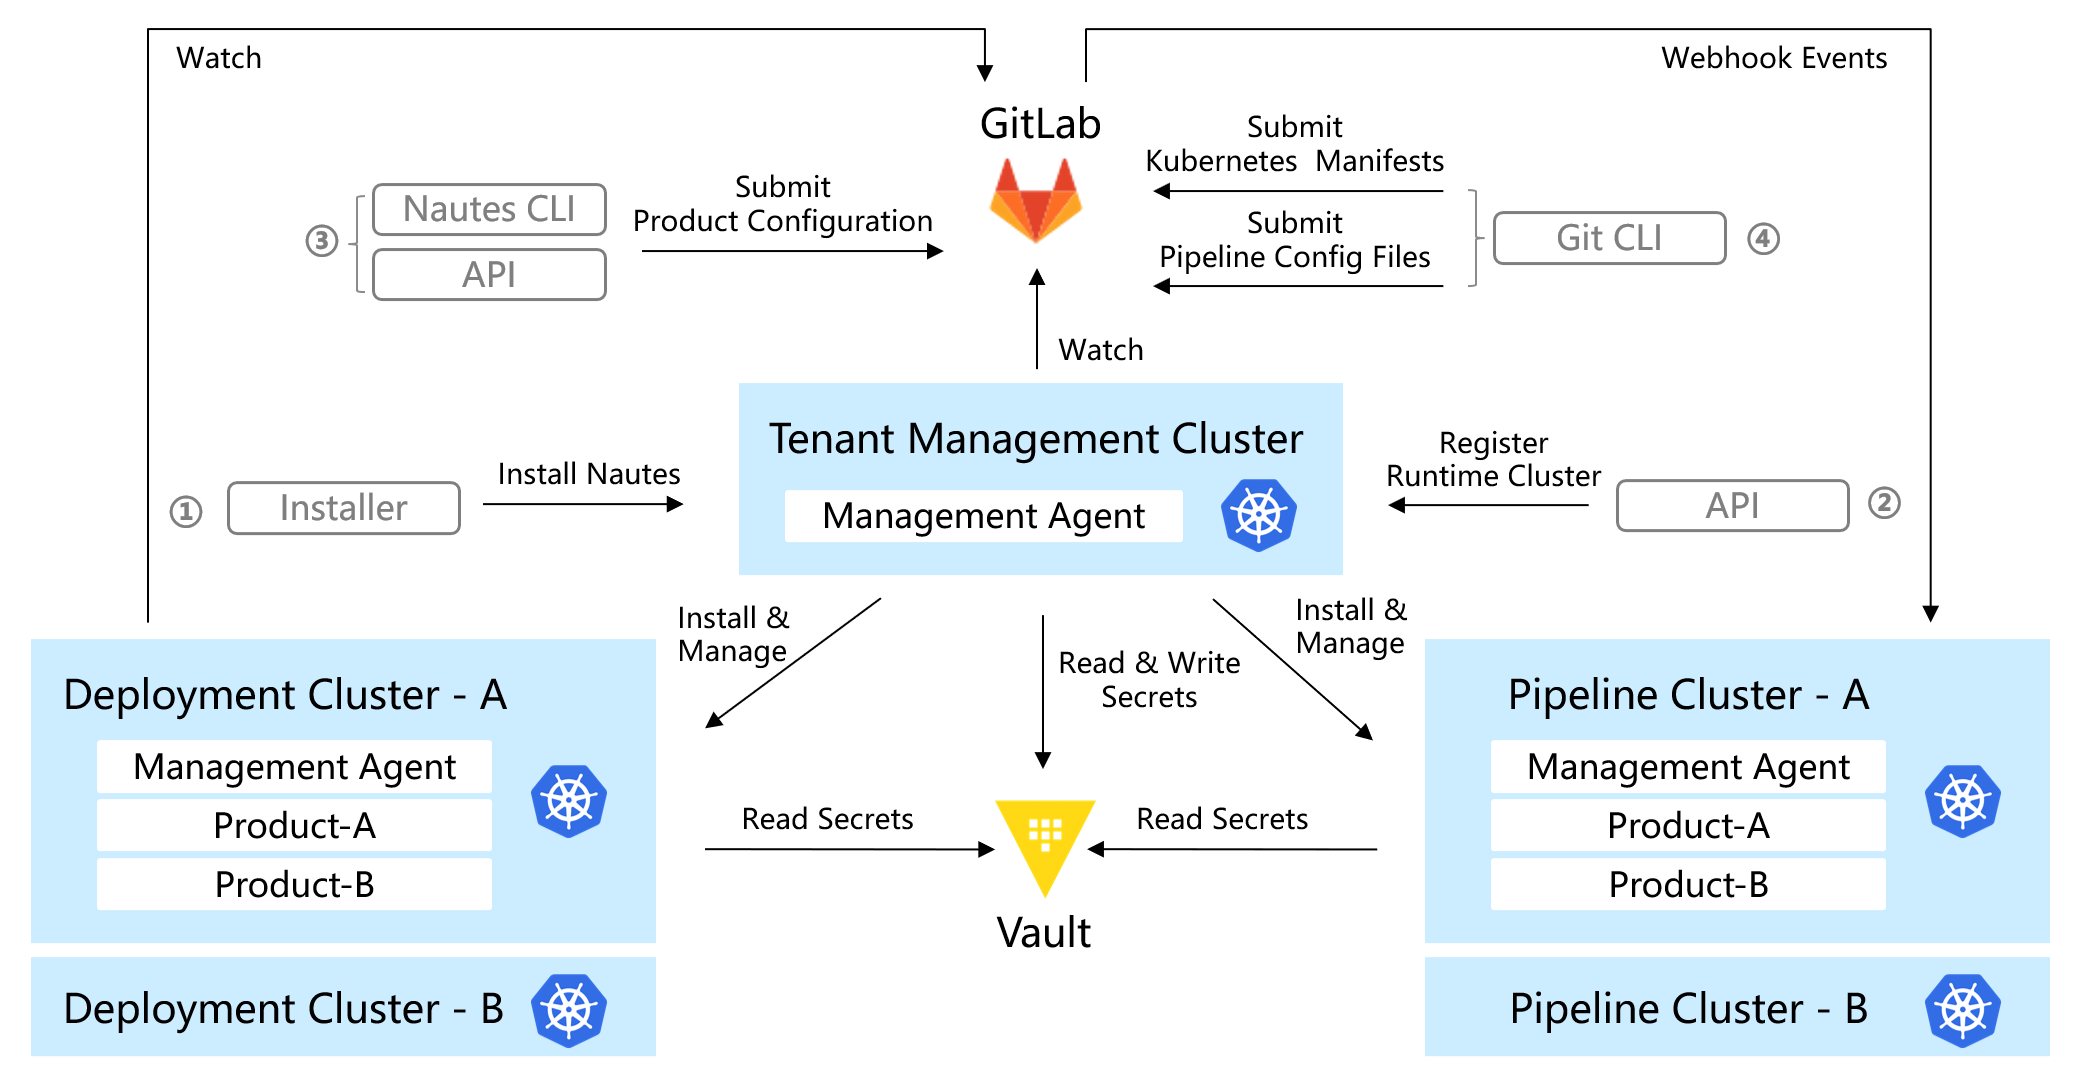 Watch
Webhook Events
GitLab
Submit
Kubernetes  Manifests
Submit
Pipeline Config Files
Git CLI
④
③
Nautes CLI
API
Submit
Product Configuration
Watch
Tenant Management Cluster
Management Agent
①
Installer
Install Nautes
Register
Runtime Cluster
API
②
Install &
Manage
Read & Write
Secrets
Install &
Manage
Deployment Cluster - A
Management Agent
Product-A
Product-B
Read Secrets
Read Secrets
Vault
Pipeline Cluster - A
Management Agent
Product-A
Product-B
Deployment Cluster - B
Pipeline Cluster - B